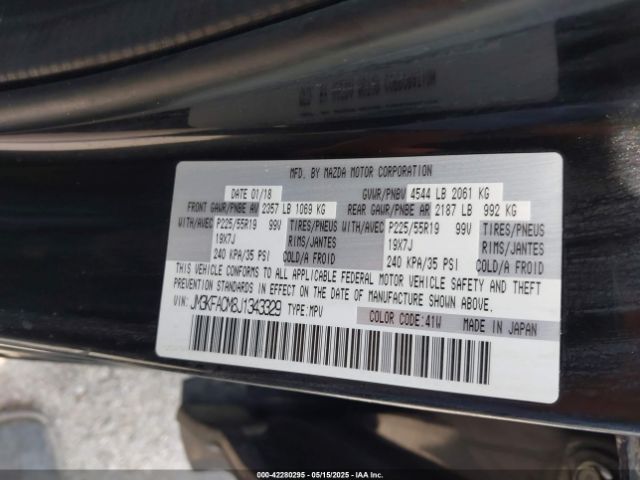 MFD. BY MAZDA MOTOR CORPORATION
DATE 01/18 GVWR/PNBV 4544 LB 2061 KG
FRONT GAWR/PNBE AV 2357 LB 1069 KG REAR GAWR/PNBE AR 2187 LB 992 KG
WITH/AVEC P225/55R19 99V TIRES/PNEUS WITH/AVEC P225/55R19 99V TIRES/PNEUS
19X7J RIMS/JANTES 19X7J RIMS/JANTES
240 KPA/35 PSI COLD/A FROID 240 KPA/35 PSI COLD/A FROID
THIS VEHICLE CONFORMS TO ALL APPLICABLE FEDERAL MOTOR VEHICLE SAFETY AND THEFT
PREVENTION STANDARDS IN EFFECT ON THE DATE OF MANUFACTURE SHOWN ABOVE.
VIN: JM3KFACM8J1343329 TYPE:MPV COLOR CODE:41W MADE IN JAPAN
000-42280295 - 05/15/2025 - IAAI.COM